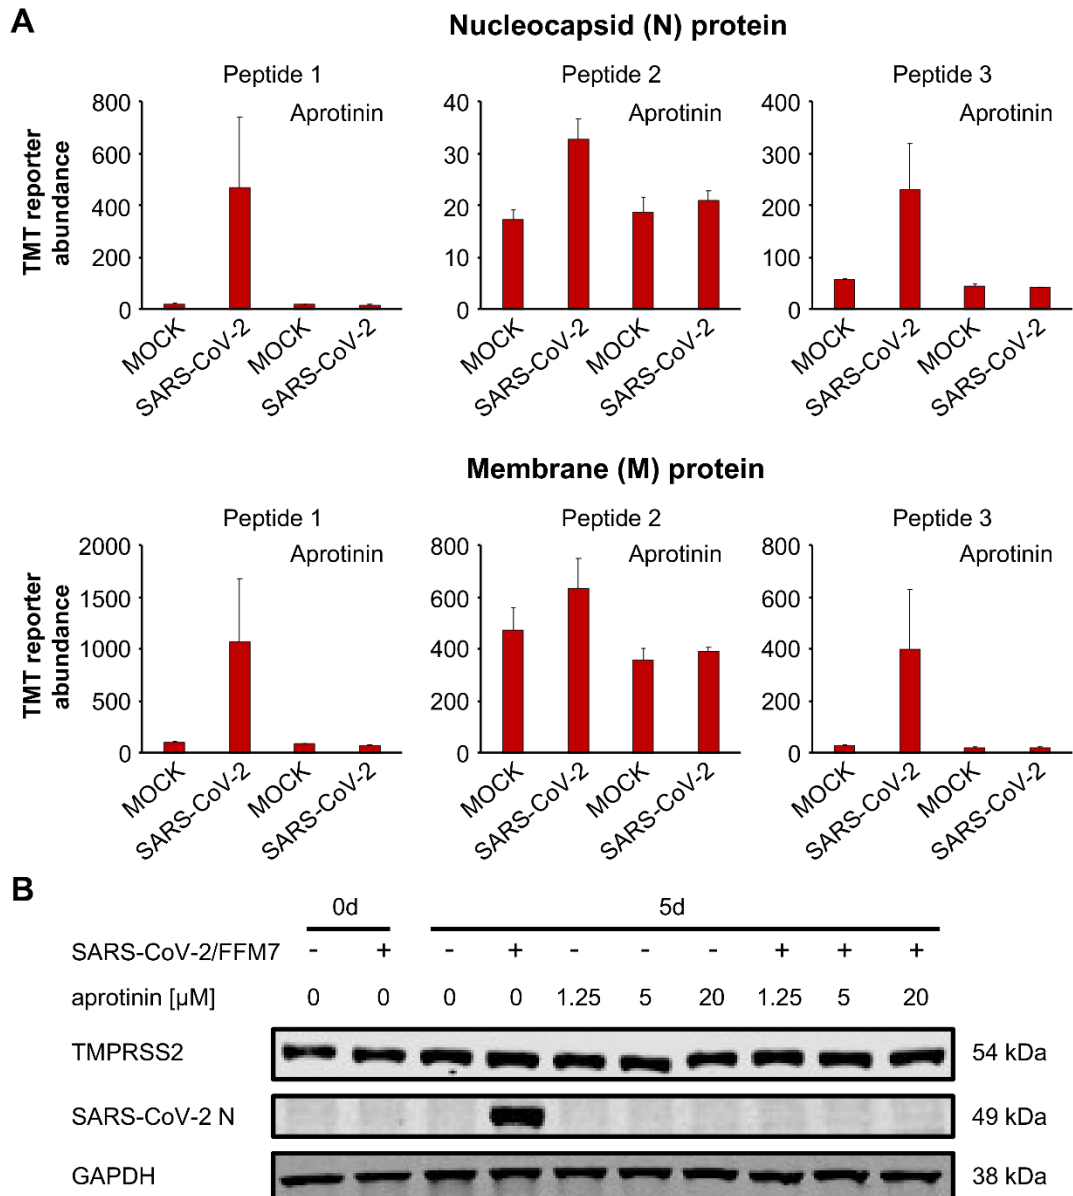 A
Nucleocapsid (N) protein
Peptide 1
Peptide 2
Peptide 3
TMT reporter
abundance
800
600
400
200
0
Aprotinin
MOCK
SARS-CoV-2
MOCK
SARS-CoV-2
40
30
20
10
0
Aprotinin
MOCK
SARS-CoV-2
MOCK
SARS-CoV-2
400
300
200
100
0
Aprotinin
MOCK
SARS-CoV-2
MOCK
SARS-CoV-2
Membrane (M) protein
Peptide 1
Peptide 2
Peptide 3
TMT reporter
abundance
2000
1500
1000
500
0
Aprotinin
MOCK
SARS-CoV-2
MOCK
SARS-CoV-2
800
600
400
200
0
Aprotinin
MOCK
SARS-CoV-2
MOCK
SARS-CoV-2
800
600
400
200
0
Aprotinin
MOCK
SARS-CoV-2
MOCK
SARS-CoV-2
B
0d 5d
SARS-CoV-2/FFM7 - + - + - - - + + +
aprotinin [µM] 0 0 0 0 1.25 5 20 1.25 5 20
TMPRSS2 54 kDa
SARS-CoV-2 N 49 kDa
GAPDH 38 kDa